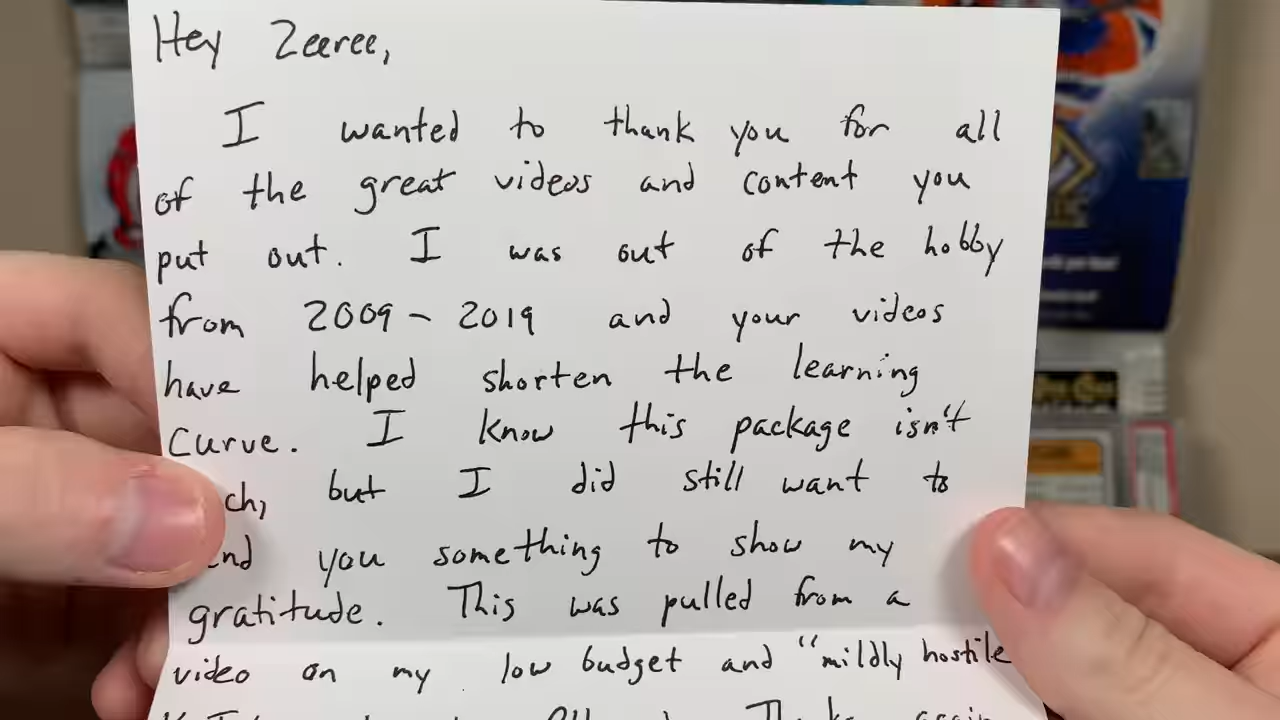 Hey Zeeree,
I wanted to thank you for all
of the great videos and content you
put out. I was out of the hobby
from 2009 - 2019 and your videos
have helped shorten the learning
Curve. I know this package isn't
ch, but I did still want to
end you something to show my
gratitude. This was pulled from a
video on my low budget and "mildly hostile